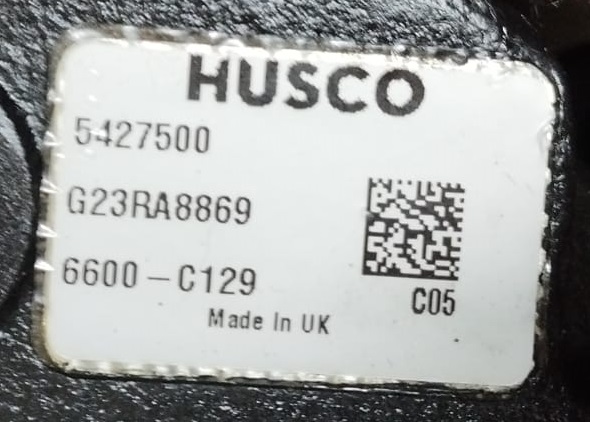 HUSCO
5427500
G23RA8869
6600-C129
C05
Made In UK